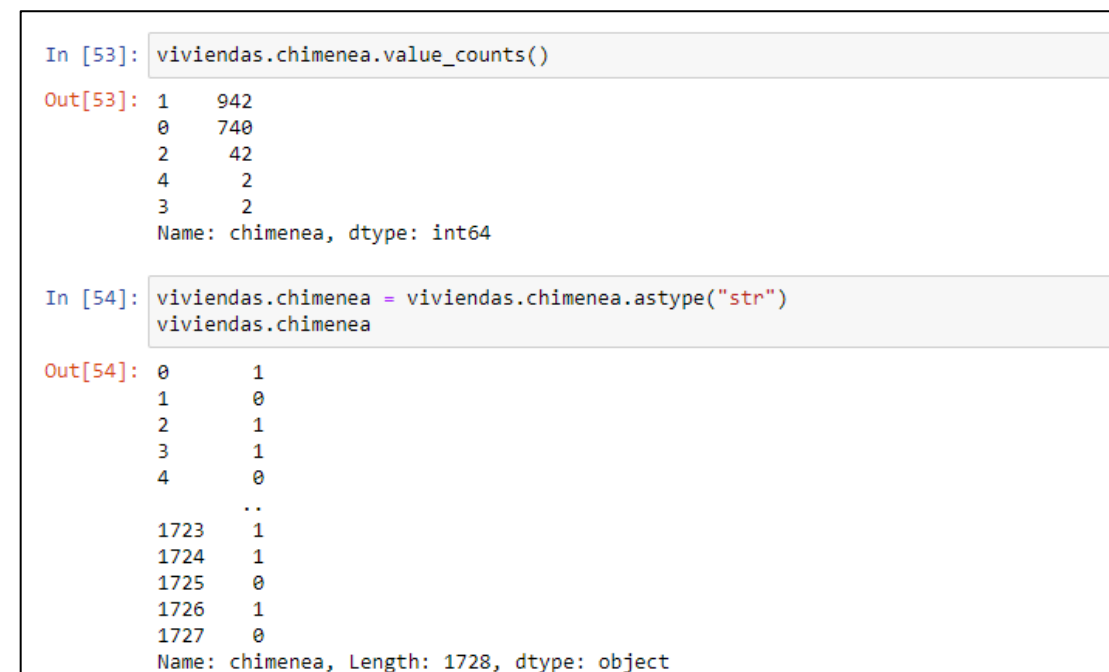 In [53]: viviendas.chimenea.value_counts()
Out[53]: 1    942
0    740
2     42
4      2
3      2
Name: chimenea, dtype: int64
In [54]: viviendas.chimenea = viviendas.chimenea.astype("str")
viviendas.chimenea
Out[54]: 0       1
1       0
2       1
3       1
4       0
..
1723    1
1724    1
1725    0
1726    1
1727    0
Name: chimenea, Length: 1728, dtype: object